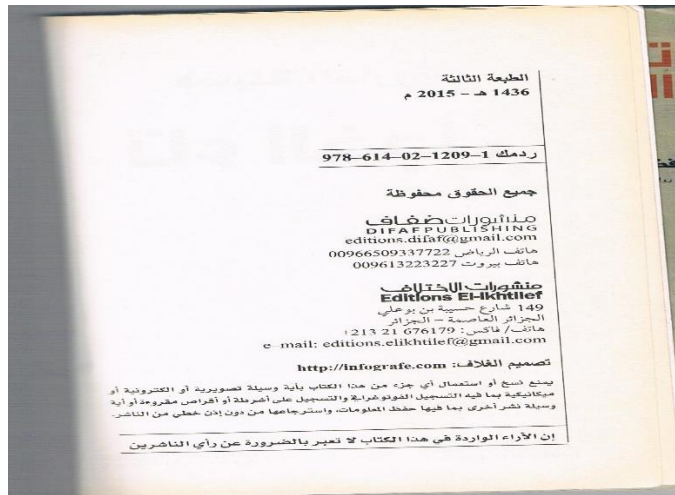 الطبعة الثالثة
1436 هـ - 2015 م
ردمك 1-1209-02-614-978
جميع الحقوق محفوظة
منشورات ضفاف
DIFAF PUBLISHING
editions.difaf@gmail.com
هاتف الرياض 00966509337722
هاتف بيروت 009613223227
منشورات الاختلاف
Editions El-Ikhtilef
149 شارع حسيبة بن بوعلي
الجزائر العاصمة - الجزائر
هاتف/ فاكس: 21 676179 213
e-mail: editions.elikhtilef@gmail.com
تصميم الغلاف: http://infografe.com
يمنع نسخ أو استعمال أي جزء من هذا الكتاب بأية وسيلة تصويرية أو الكترونية أو
ميكانيكية بما فيه التسجيل الفوتوغرافي والتسجيل على أشرطة أو أقراص مقروءة أو أية
وسيلة نشر أخرى بما فيها حفظ المعلومات، واسترجاعها من دون إذن خطي من الناشر.
إن الآراء الواردة في هذا الكتاب لا تعبر بالضرورة عن رأي الناشرين